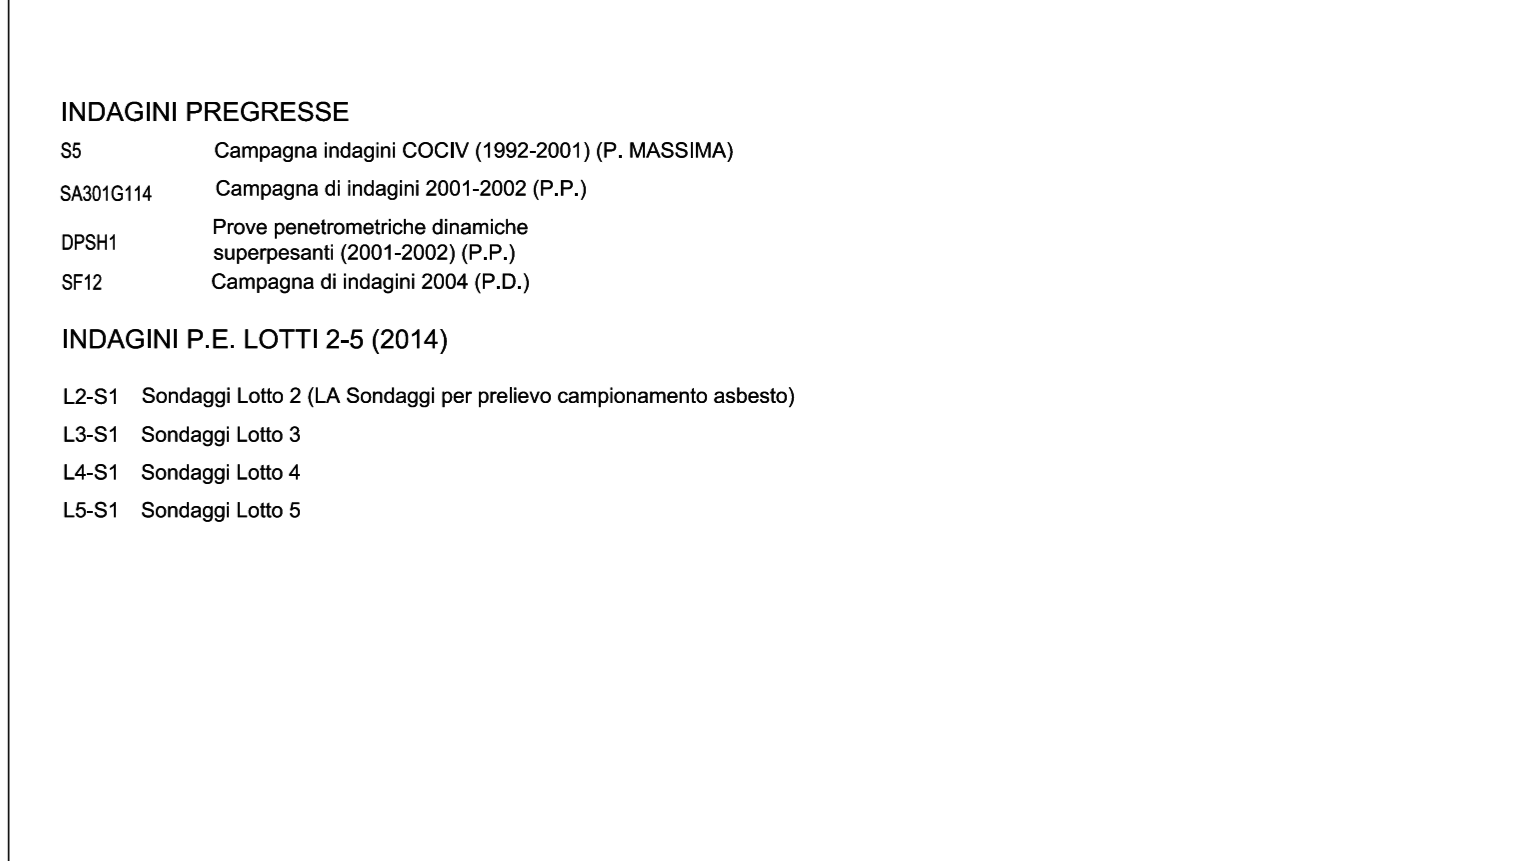 INDAGINI PREGRESSE
S5 Campagna indagini COCIV (1992-2001) (P. MASSIMA)
SA301G114 Campagna di indagini 2001-2002 (P.P.)
DPSH1 Prove penetrometriche dinamiche
superpesanti (2001-2002) (P.P.)
SF12 Campagna di indagini 2004 (P.D.)
INDAGINI P.E. LOTTI 2-5 (2014)
L2-S1 Sondaggi Lotto 2 (LA Sondaggi per prelievo campionamento asbesto)
L3-S1 Sondaggi Lotto 3
L4-S1 Sondaggi Lotto 4
L5-S1 Sondaggi Lotto 5